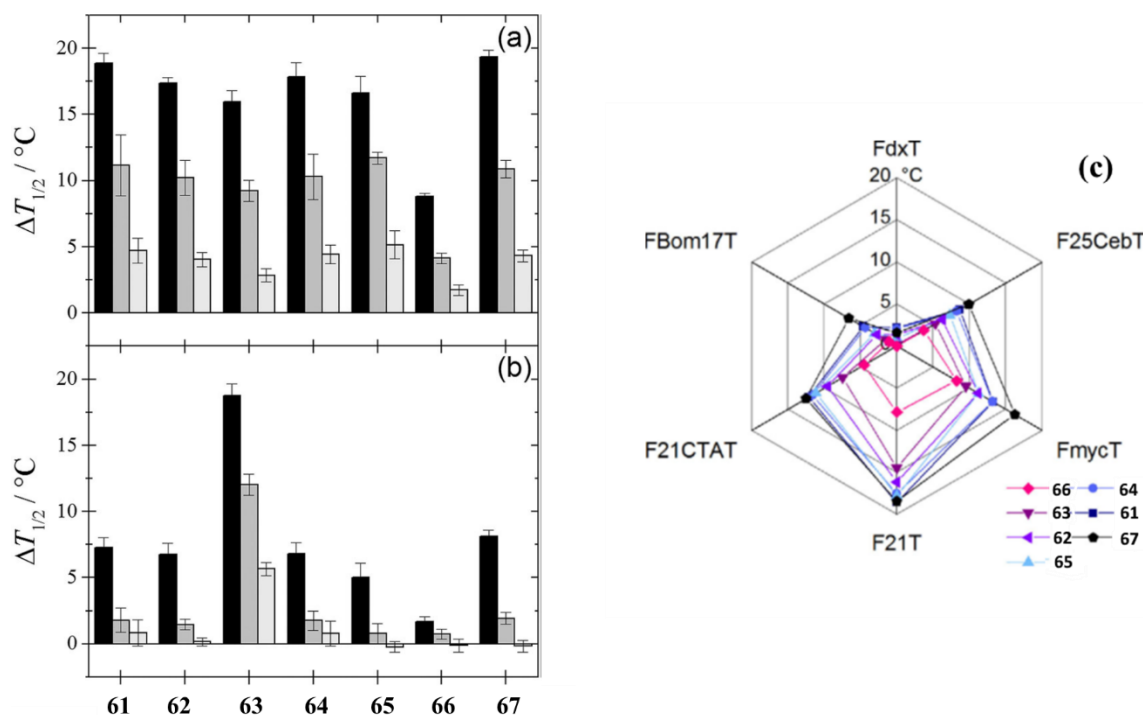 (a)
20
15
10
5
0
ΔT1/2 / °C
(b)
20
15
10
5
0
ΔT1/2 / °C
61 62 63 64 65 66 67
(c)
FdxT
20 °C
15
10
5
0
F25CebT
FmycT
F21T
F21CTAT
FBom17T
66 64
63 61
62 67
65